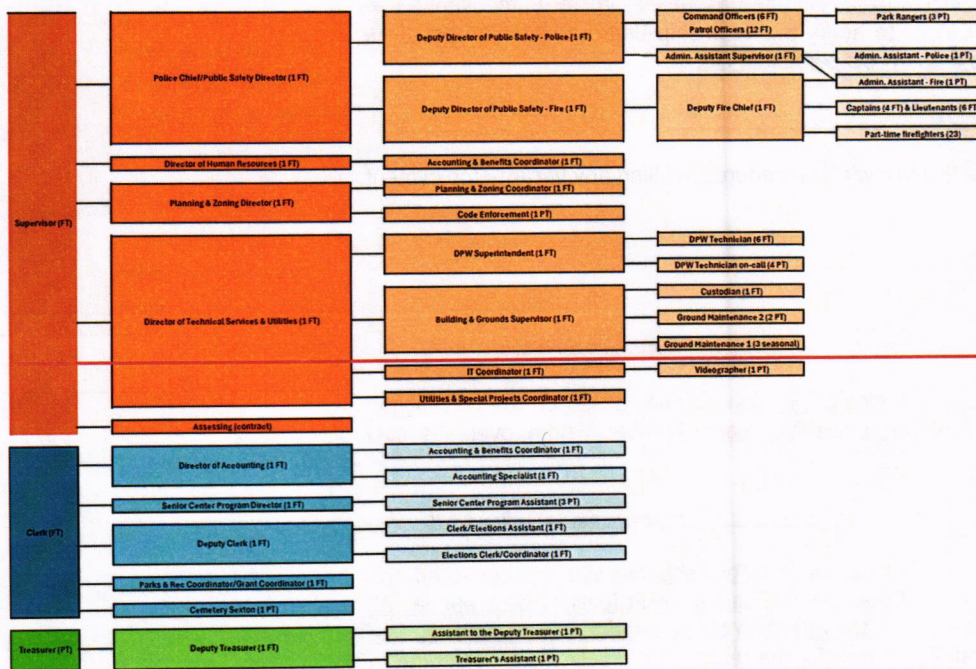 Supervisor (FT)
Police Chief/Public Safety Director (1 FT)
Deputy Director of Public Safety - Police (1 FT)
Command Officers (6 FT)
Patrol Officers (12 FT)
Park Rangers (3 PT)
Admin. Assistant Supervisor (1 FT)
Admin. Assistant - Police (1 PT)
Admin. Assistant - Fire (1 PT)
Deputy Director of Public Safety - Fire (1 FT)
Deputy Fire Chief (1 FT)
Captains (4 FT) & Lieutenants (6 FT)
Part-time firefighters (23)
Director of Human Resources (1 FT)
Accounting & Benefits Coordinator (1 FT)
Planning & Zoning Director (1 FT)
Planning & Zoning Coordinator (1 FT)
Code Enforcement (1 PT)
Director of Technical Services & Utilities (1 FT)
DPW Superintendent (1 FT)
DPW Technician (6 FT)
DPW Technician on-call (4 PT)
Building & Grounds Supervisor (1 FT)
Custodian (1 FT)
Ground Maintenance 2 (2 PT)
Ground Maintenance 1 (3 seasonal)
IT Coordinator (1 FT)
Videographer (1 PT)
Utilities & Special Projects Coordinator (1 FT)
Assessing (contract)
Clerk (FT)
Director of Accounting (1 FT)
Accounting & Benefits Coordinator (1 FT)
Accounting Specialist (1 FT)
Senior Center Program Director (1 FT)
Senior Center Program Assistant (3 PT)
Deputy Clerk (1 FT)
Clerk/Elections Assistant (1 FT)
Elections Clerk/Coordinator (1 FT)
Parks & Rec Coordinator/Grant Coordinator (1 FT)
Cemetery Sexton (1 PT)
Treasurer (PT)
Deputy Treasurer (1 FT)
Assistant to the Deputy Treasurer (1 PT)
Treasurer's Assistant (1 PT)